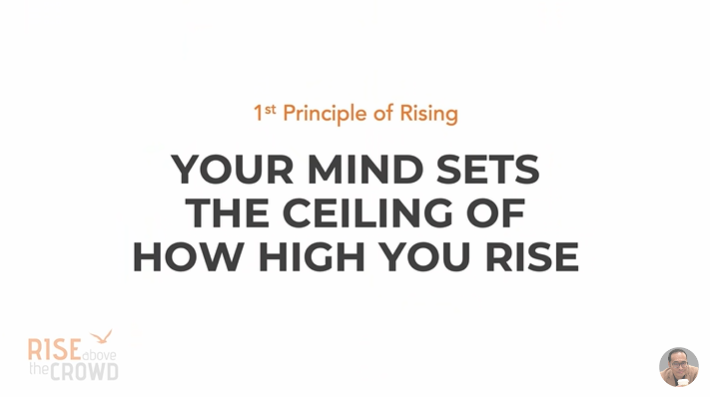 1st Principle of Rising
YOUR MIND SETS
THE CEILING OF
HOW HIGH YOU RISE
RISE above
the CROWD